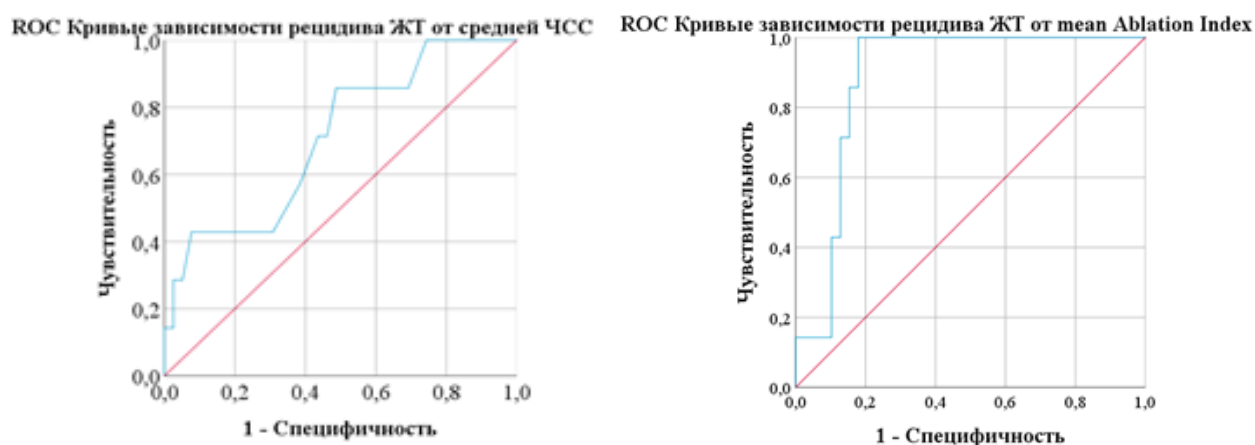 ROC Кривые зависимости рецидива ЖТ от средней ЧСС
1,0
0,8
0,6
0,4
0,2
0,0
Чувствительность
0,0 0,2 0,4 0,6 0,8 1,0
1 - Специфичность
ROC Кривые зависимости рецидива ЖТ от mean Ablation Index
1,0
0,8
0,6
0,4
0,2
0,0
Чувствительность
0,0 0,2 0,4 0,6 0,8 1,0
1 - Специфичность